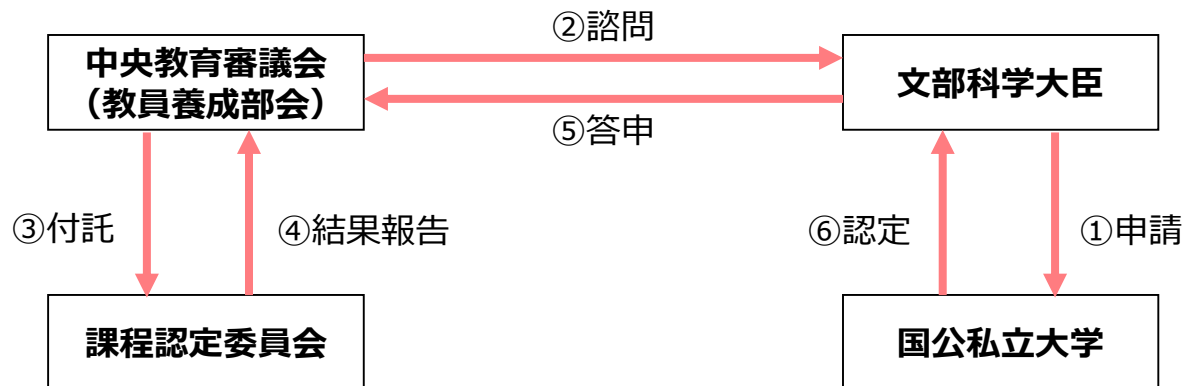 ②諮問
中央教育審議会
（教員養成部会）
文部科学大臣
⑤答申
③付託
④結果報告
⑥認定
①申請
課程認定委員会
国公私立大学